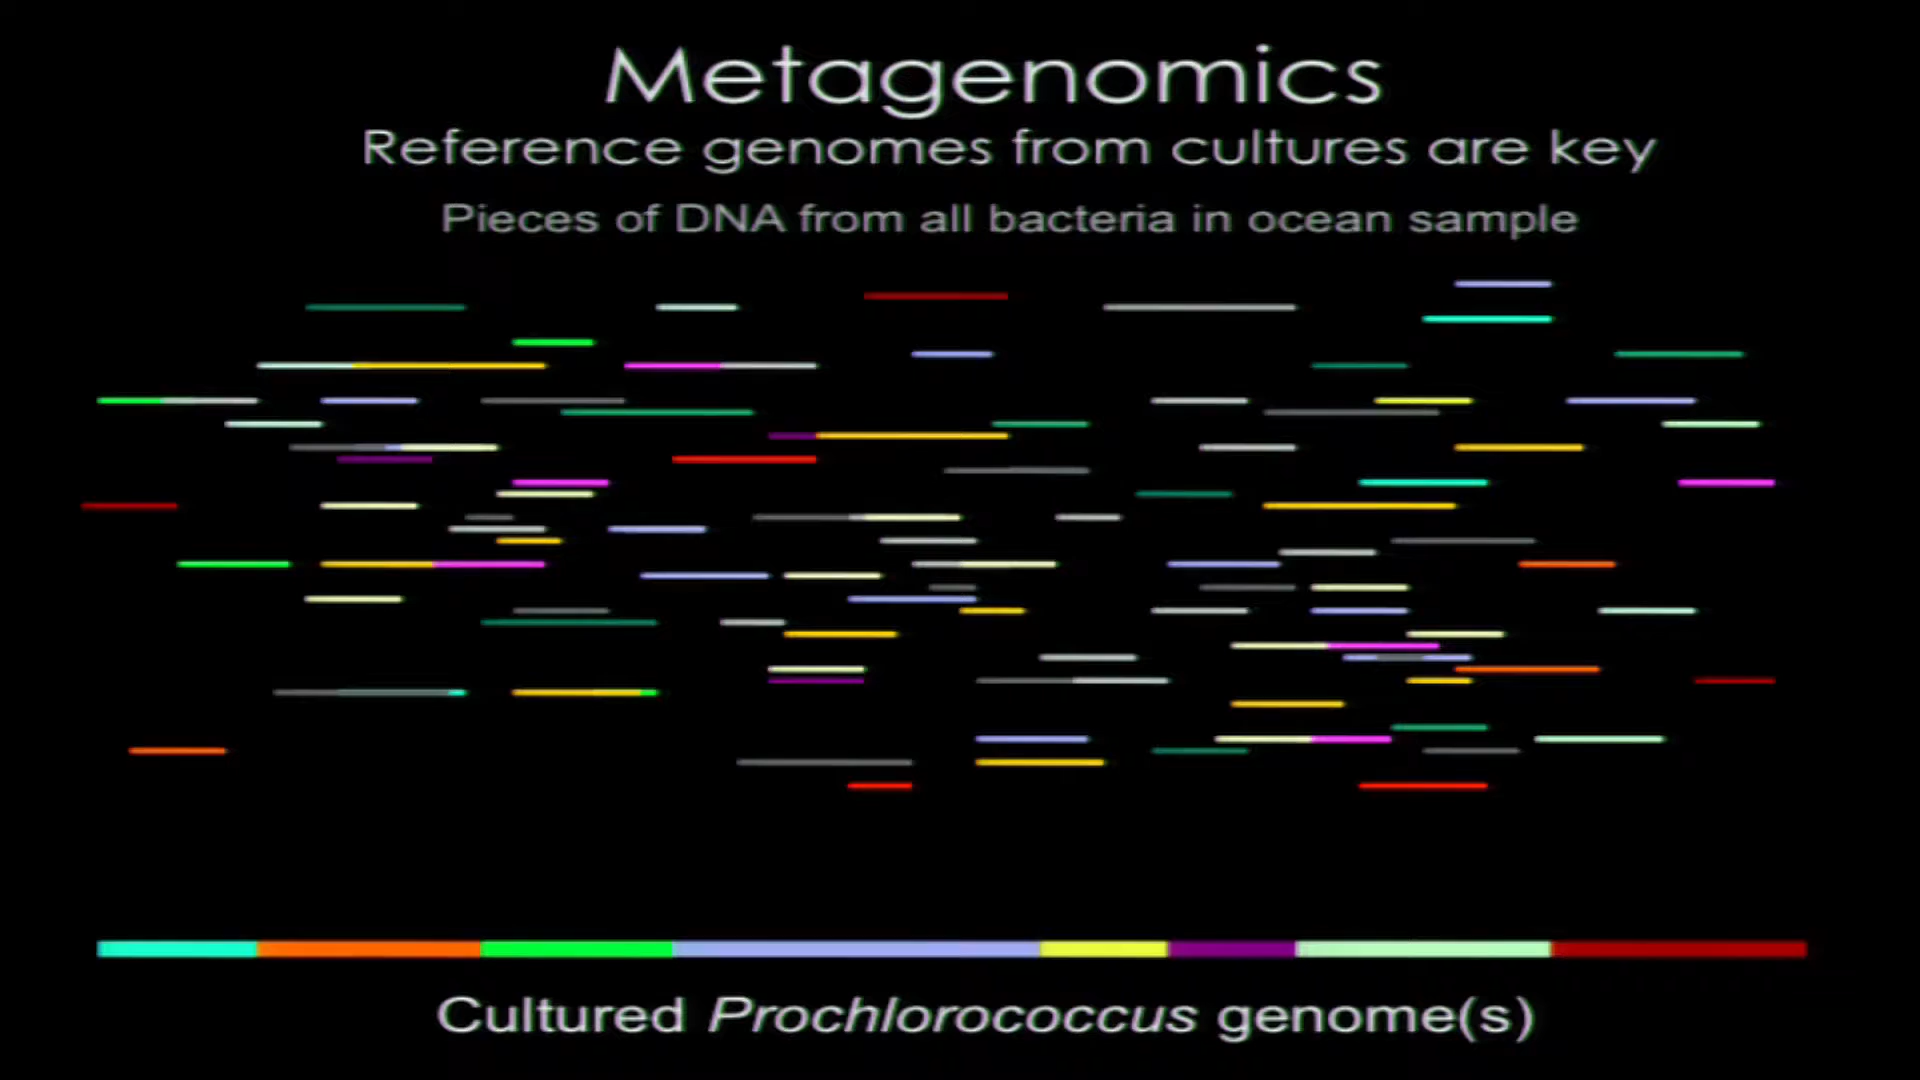 Metagenomics
Reference genomes from cultures are key
Pieces of DNA from all bacteria in ocean sample
Cultured Prochlorococcus genome(s)